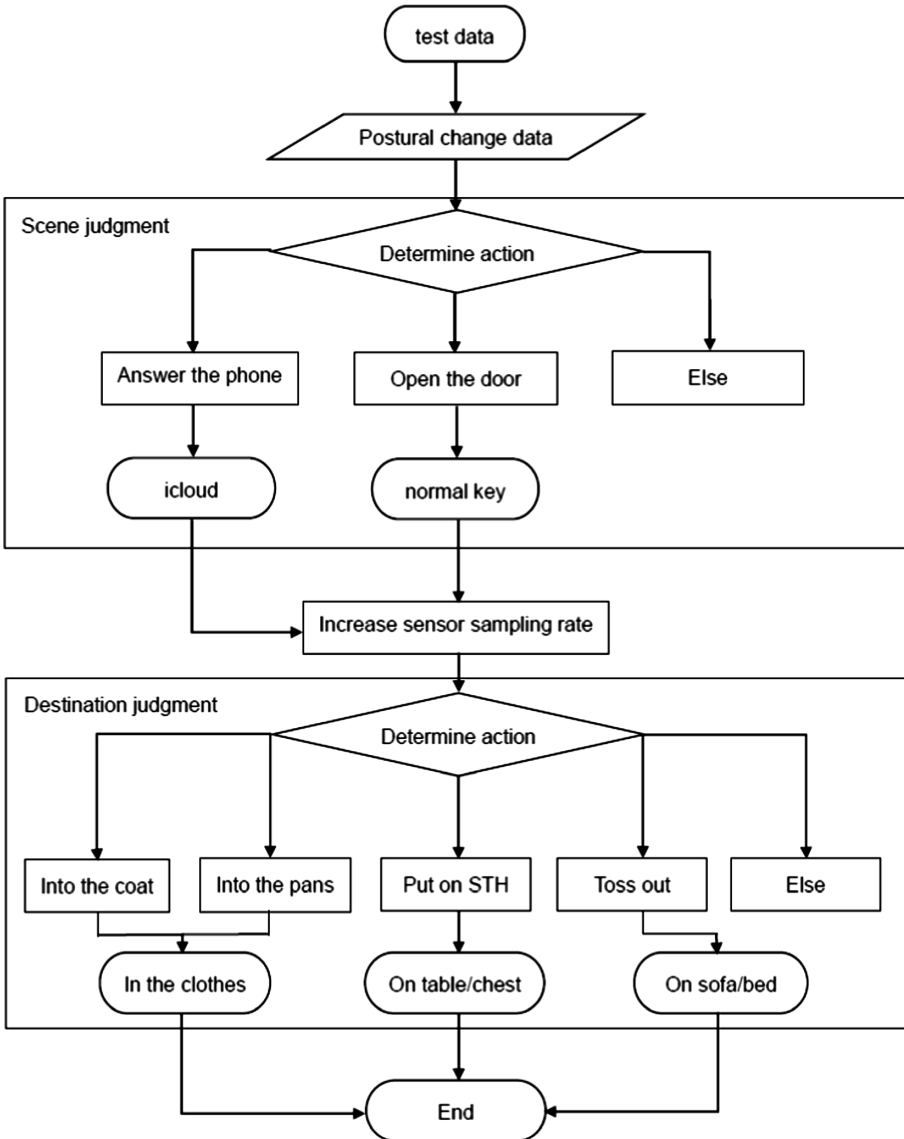 test data
Postural change data
Scene judgment
Determine action
Answer the phone
Open the door
Else
icloud
normal key
Increase sensor sampling rate
Destination judgment
Determine action
Into the coat
Into the pans
Put on STH
Toss out
Else
In the clothes
On table/chest
On sofa/bed
End